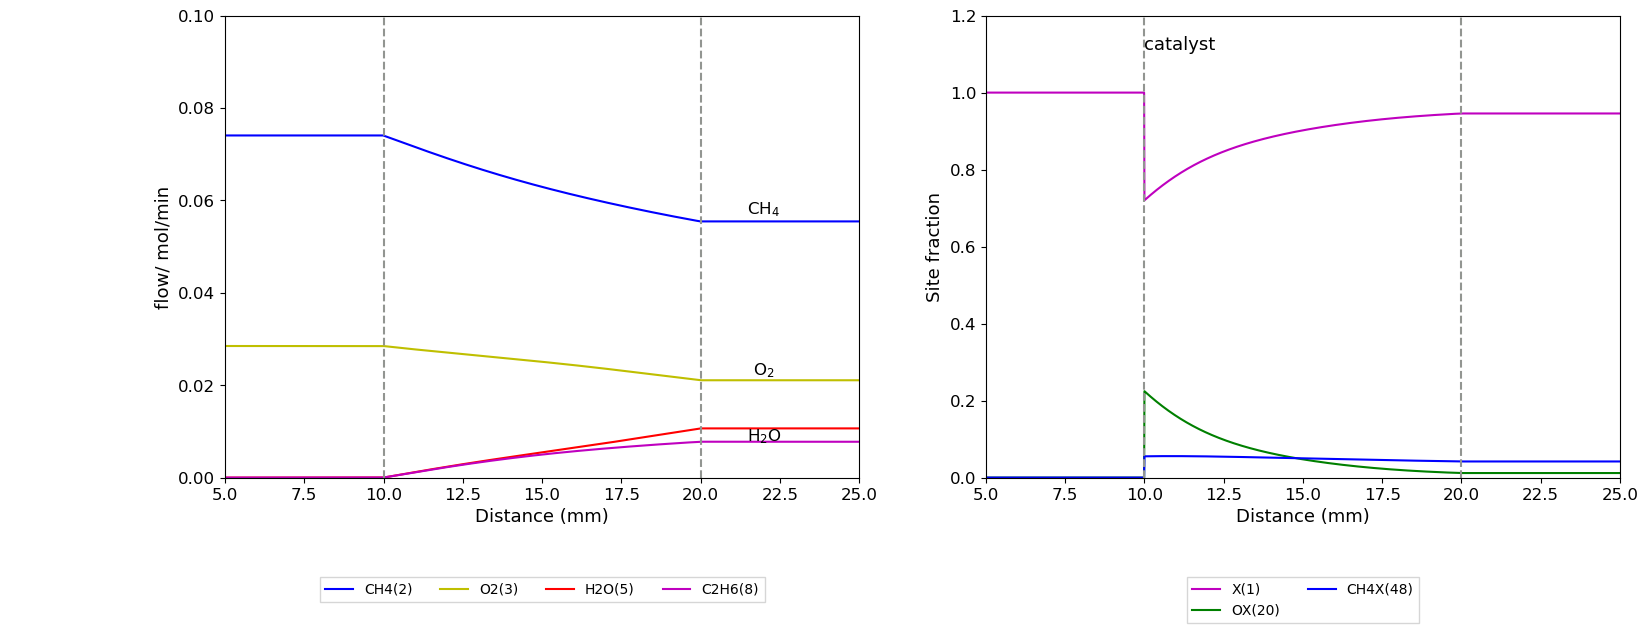 0.10
0.08
0.06
0.04
0.02
0.00
flow/ mol/min
CH₄
O₂
H₂O
5.0 7.5 10.0 12.5 15.0 17.5 20.0 22.5 25.0
Distance (mm)
CH4(2) O2(3) H2O(5) C2H6(8)
1.2
1.0
0.8
0.6
0.4
0.2
0.0
Site fraction
catalyst
5.0 7.5 10.0 12.5 15.0 17.5 20.0 22.5 25.0
Distance (mm)
X(1) CH4X(48)
OX(20)